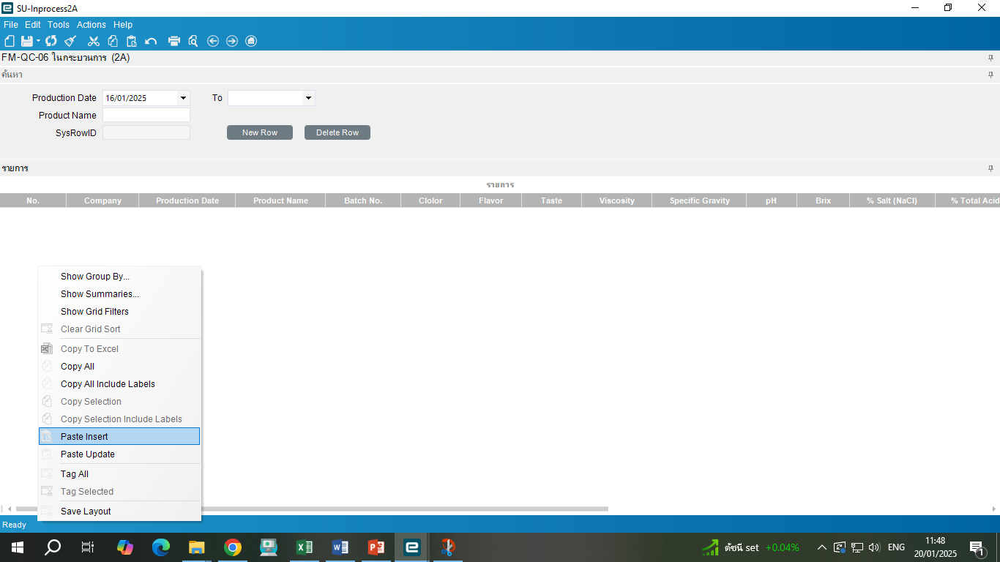 SU-Inprocess2A
File Edit Tools Actions Help
FM-QC-06 ในกระบวนการ (2A)
ค้นหา
Production Date 16/01/2025 To
Product Name
SysRowID New Row Delete Row
รายการ
รายการ
No. Company Production Date Product Name Batch No. Clolor Flavor Taste Viscosity Specific Gravity pH Brix % Salt (NaCl) % Total Acid
Show Group By...
Show Summaries...
Show Grid Filters
Clear Grid Sort
Copy To Excel
Copy All
Copy All Include Labels
Copy Selection
Copy Selection Include Labels
Paste Insert
Paste Update
Tag All
Tag Selected
Save Layout
Ready
ดัชนี set +0.04% ENG 11:48
20/01/2025 1